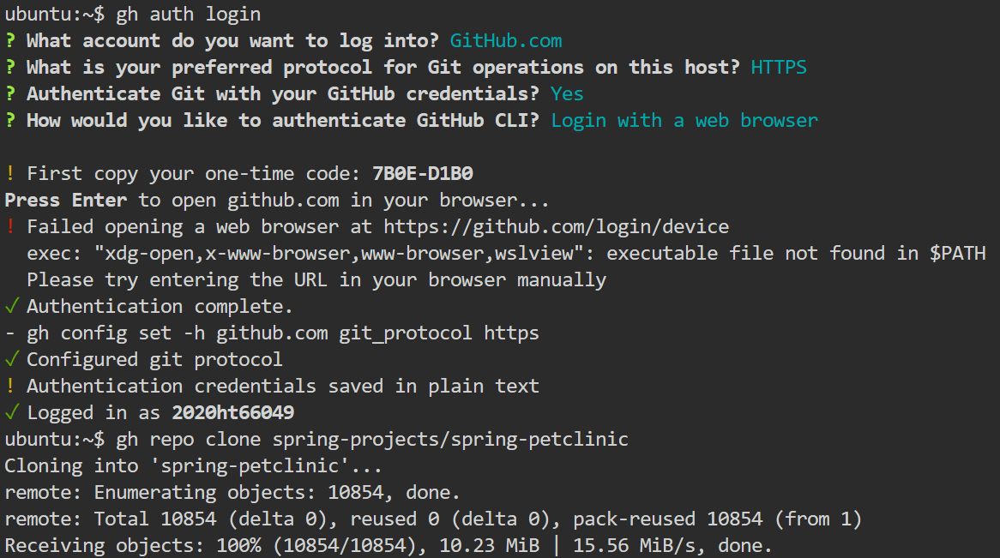 ubuntu:~$ gh auth login
? What account do you want to log into? GitHub.com
? What is your preferred protocol for Git operations on this host? HTTPS
? Authenticate Git with your GitHub credentials? Yes
? How would you like to authenticate GitHub CLI? Login with a web browser
! First copy your one-time code: 7B0E-D1B0
Press Enter to open github.com in your browser...
! Failed opening a web browser at https://github.com/login/device
exec: "xdg-open,x-www-browser,www-browser,wslview": executable file not found in $PATH
Please try entering the URL in your browser manually
✓ Authentication complete.
- gh config set -h github.com git_protocol https
✓ Configured git protocol
! Authentication credentials saved in plain text
✓ Logged in as 2020ht66049
ubuntu:~$ gh repo clone spring-projects/spring-petclinic
Cloning into 'spring-petclinic'...
remote: Enumerating objects: 10854, done.
remote: Total 10854 (delta 0), reused 0 (delta 0), pack-reused 10854 (from 1)
Receiving objects: 100% (10854/10854), 10.23 MiB | 15.56 MiB/s, done.